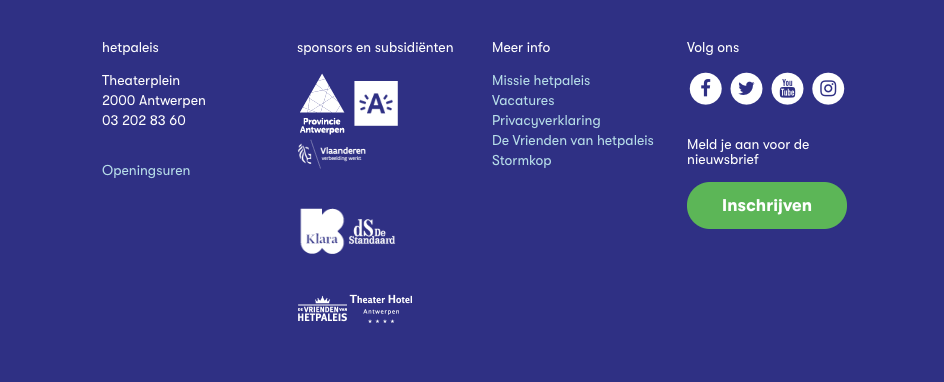 hetpaleis
Theaterplein
2000 Antwerpen
03 202 83 60
Openingsuren
sponsors en subsidiënten
Provincie
Antwerpen
A
Vlaanderen
verbeelding werkt
Klara
dS De
Standaard
DE VRIENDEN VAN
HETPALEIS
Theater Hotel
Antwerpen
Meer info
Missie hetpaleis
Vacatures
Privacyverklaring
De Vrienden van hetpaleis
Stormkop
Volg ons
You
Tube
Meld je aan voor de
nieuwsbrief
Inschrijven